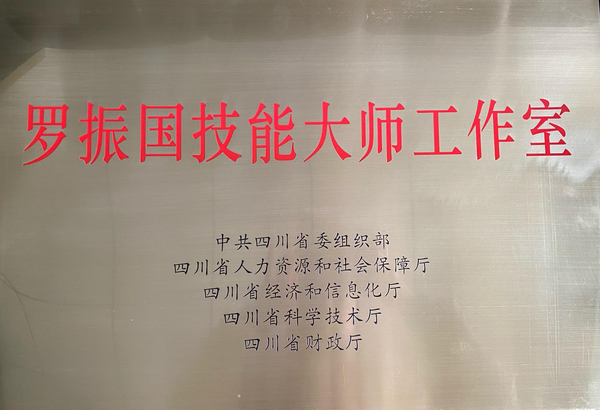 罗振国技能大师工作室
中共四川省委组织部
四川省人力资源和社会保障厅
四川省经济和信息化厅
四川省科学技术厅
四川省财政厅